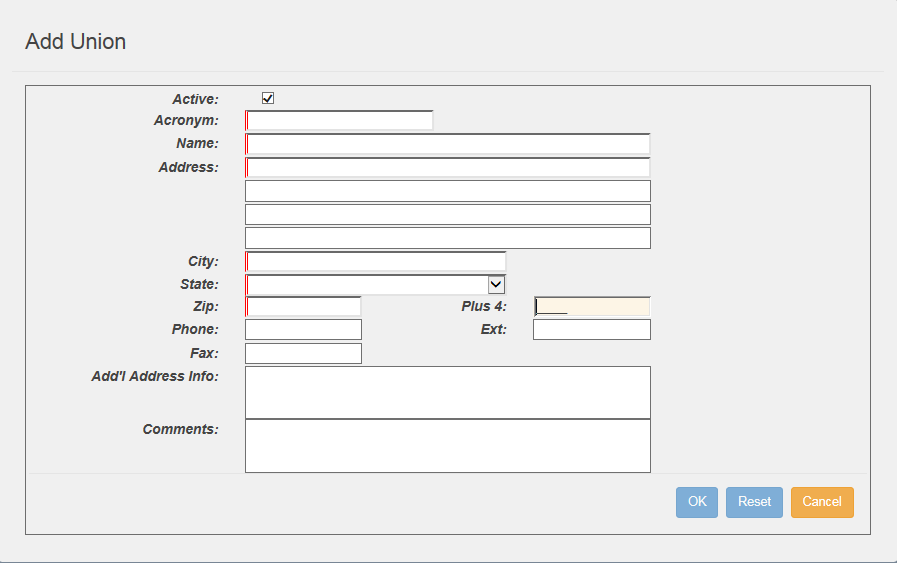 Add Union
Active:
Acronym:
Name:
Address:
City:
State:
Zip: Plus 4: ____
Phone: Ext:
Fax:
Add'l Address Info:
Comments:
OK Reset Cancel